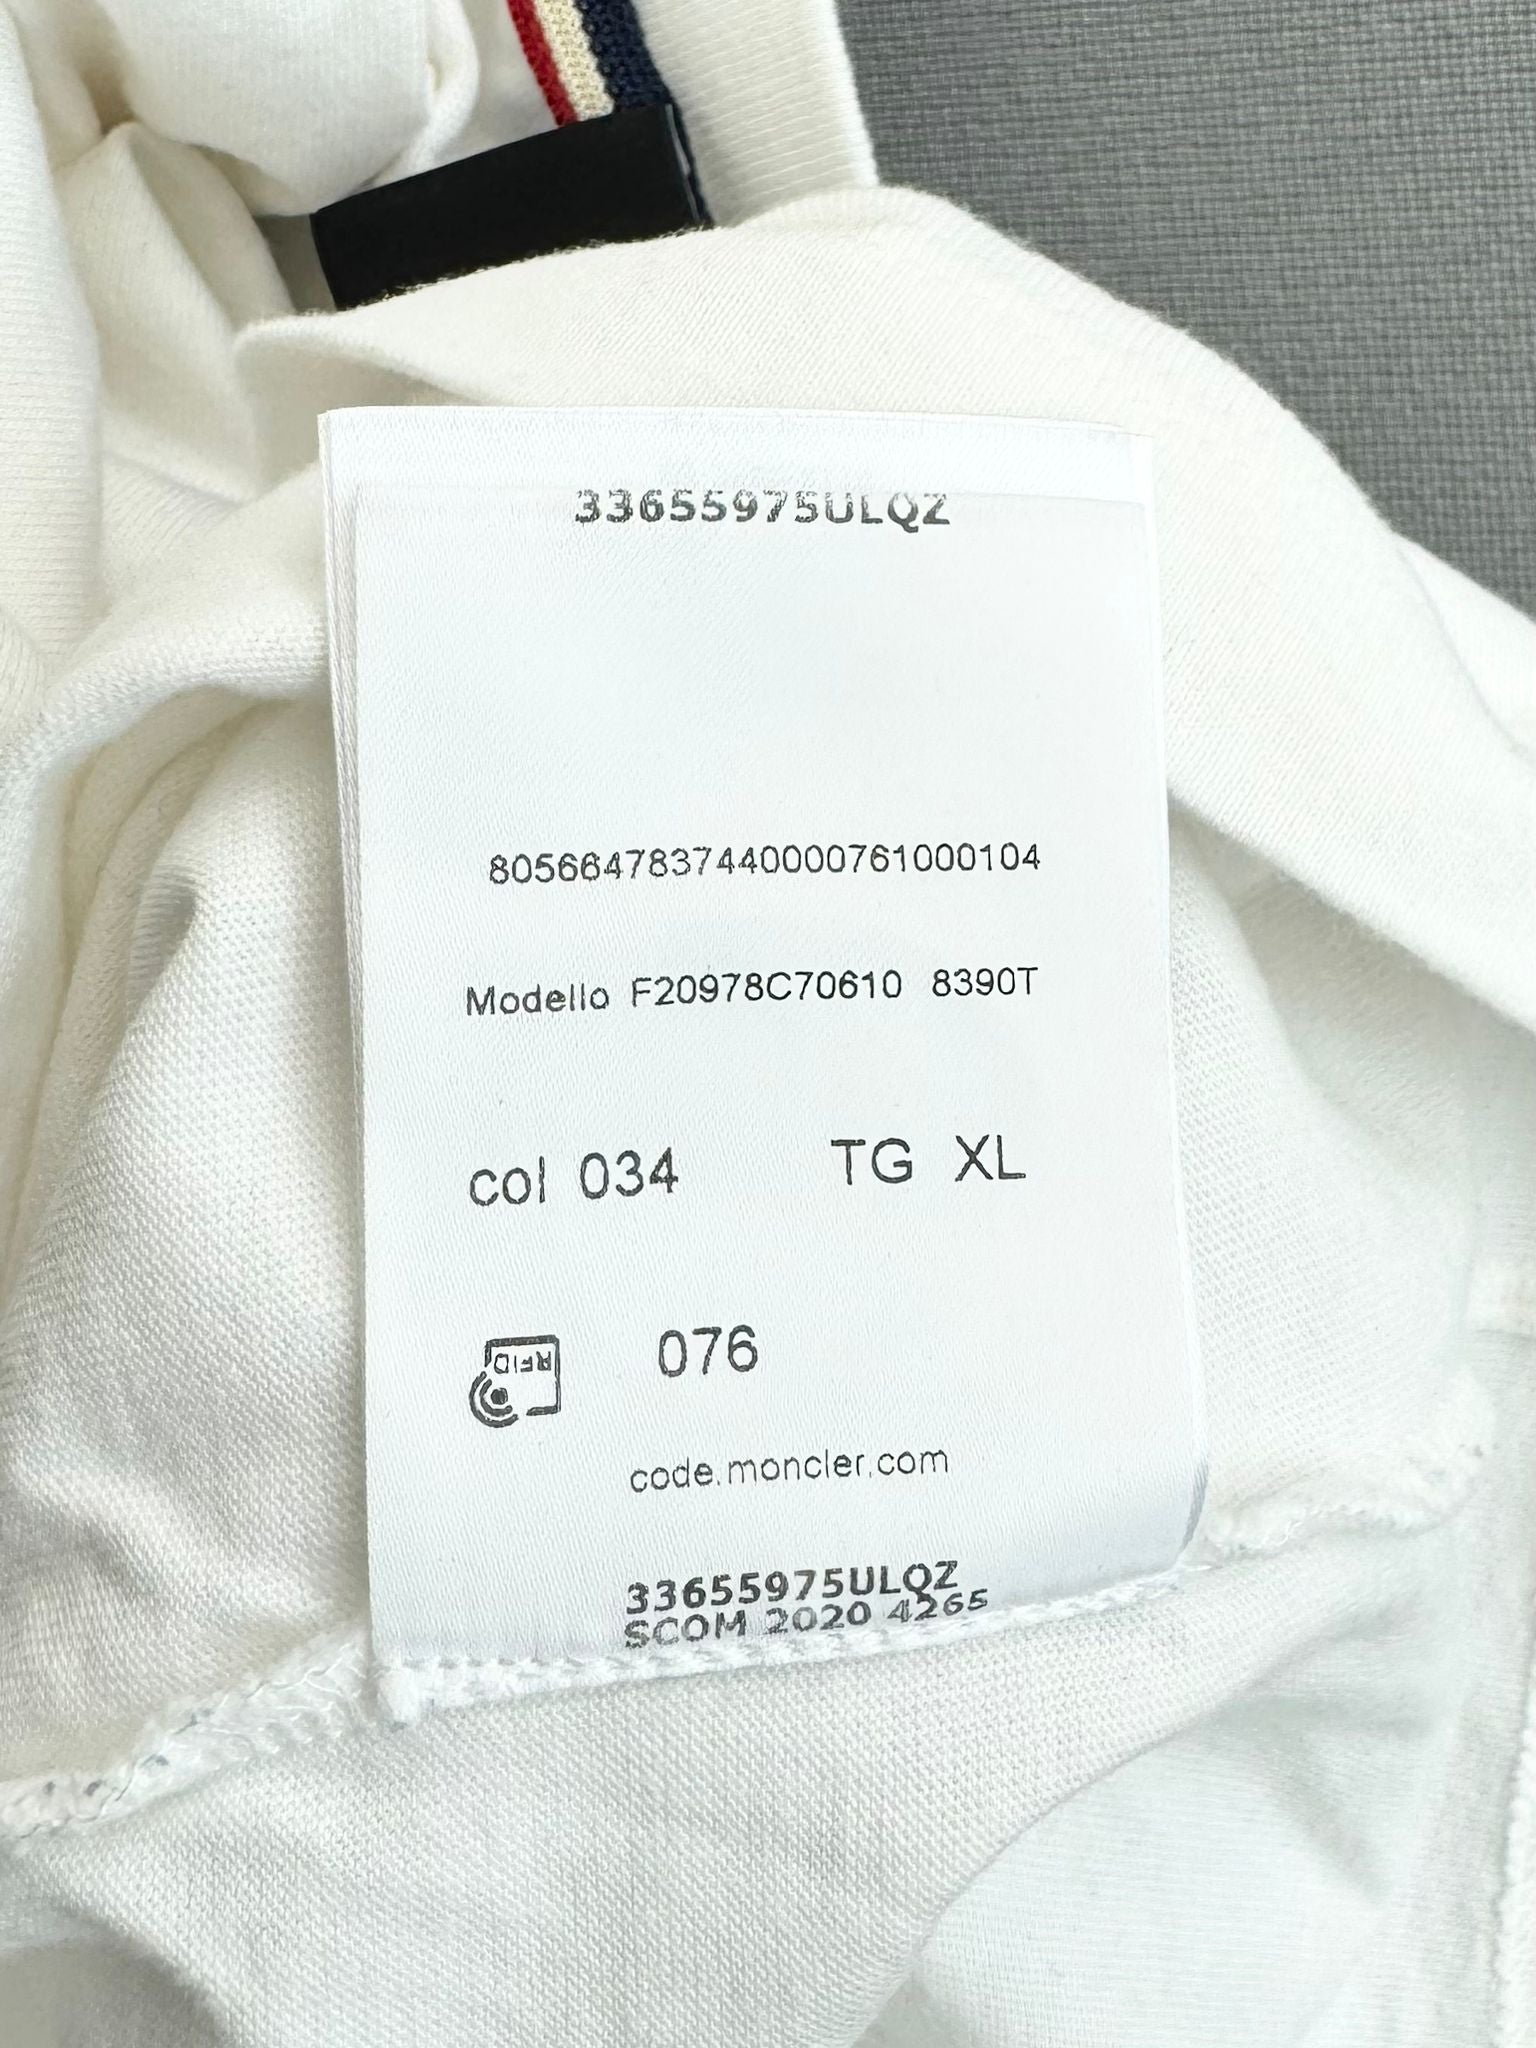 33655975ULQZ
8056647837440000761000104
Modello F20978C70610 8390T
col 034 TG XL
RFID
076
code.moncler.com
33655975ULQZ
SCOM 2020 4265